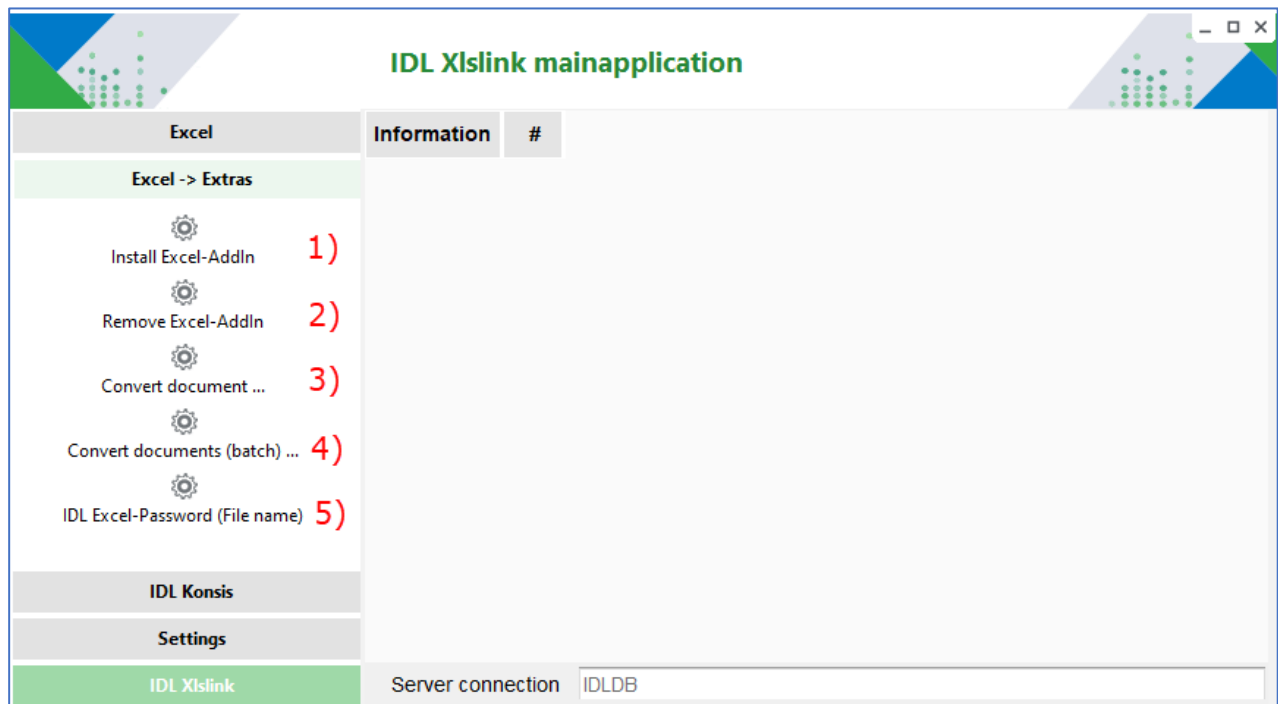 IDL Xlslink mainapplication
Excel
Information #
Excel -> Extras
Install Excel-AddIn 1)
Remove Excel-AddIn 2)
Convert document ... 3)
Convert documents (batch) ... 4)
IDL Excel-Password (File name) 5)
IDL Konsis
Settings
IDL Xlslink
Server connection IDLDB